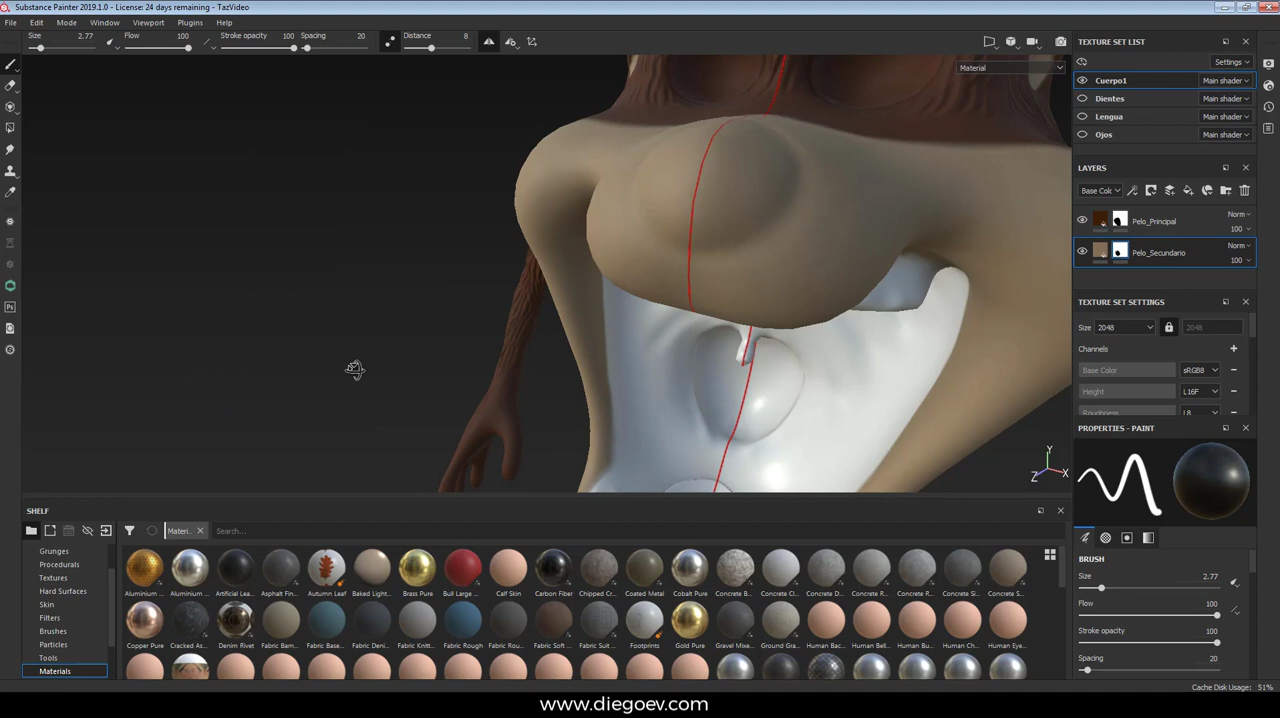 Substance Painter 2019.1.0 - License: 24 days remaining - TazVideo
File Edit Mode Window Viewport Plugins Help
Size 2.77 Flow 100 Stroke opacity 100 Spacing 20 Distance 8
Material
TEXTURE SET LIST
Settings
Cuerpo1 Main shader
Dientes Main shader
Lengua Main shader
Ojos Main shader
LAYERS
Base Col
Pelo_Principal Norm 100
Pelo_Secundario Norm 100
TEXTURE SET SETTINGS
Size 2048 2048
Channels
Base Color sRGB8
Height L16F
Roughness L8
PROPERTIES - PAINT
Y
Z X
BRUSH
Size 2.77
Flow 100
Stroke opacity 100
Spacing 20
SHELF
Materi... Search...
Grunges
Procedurals
Textures
Hard Surfaces
Skin
Filters
Brushes
Particles
Tools
Materials
Aluminium ... Aluminium ... Artificial Lea... Asphalt Fin... Autumn Leaf Baked Light... Brass Pure Bull Large ... Calf Skin Carbon Fiber Chipped Cr... Coated Metal Cobalt Pure Concrete B... Concrete Cl... Concrete D... Concrete R... Concrete Si... Concrete S...
Copper Pure Cracked As... Denim Rivet Fabric Bam... Fabric Base... Fabric Deni... Fabric Knitt... Fabric Rough Fabric Rou... Fabric Soft ... Fabric Suit ... Footprints Gold Pure Gravel Mixe... Ground Gra... Human Bac... Human Bell... Human Bu... Human Ch... Human Eye...
Cache Disk Usage: 51%
www.diegoev.com